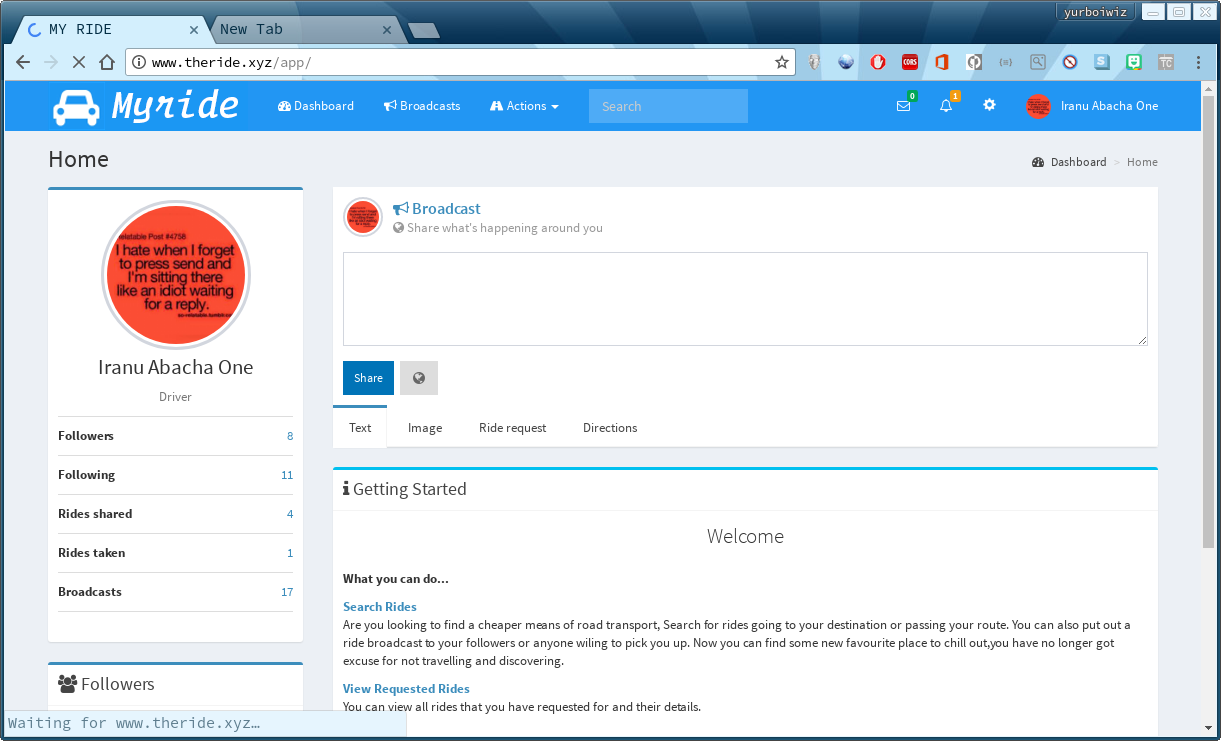 yurboiwiz
MY RIDE
New Tab
www.theride.xyz/app/
CORS
S
TC
Myride
Dashboard
Broadcasts
Actions
Search
0
1
Iranu Abacha One
Home
Dashboard > Home
Relatable Post #4758
I hate when I forget
to press send and
I'm sitting there
like an idiot waiting
for a reply.
Iranu Abacha One
Driver
Followers 8
Following 11
Rides shared 4
Rides taken 1
Broadcasts 17
Followers
Broadcast
Share what's happening around you
Share
Text
Image
Ride request
Directions
Getting Started
Welcome
What you can do...
Search Rides
Are you looking to find a cheaper means of road transport, Search for rides going to your destination or passing your route. You can also put out a
ride broadcast to your followers or anyone wiling to pick you up. Now you can find some new favourite place to chill out,you have no longer got
excuse for not travelling and discovering.
View Requested Rides
You can view all rides that you have requested for and their details.
Waiting for www.theride.xyz…